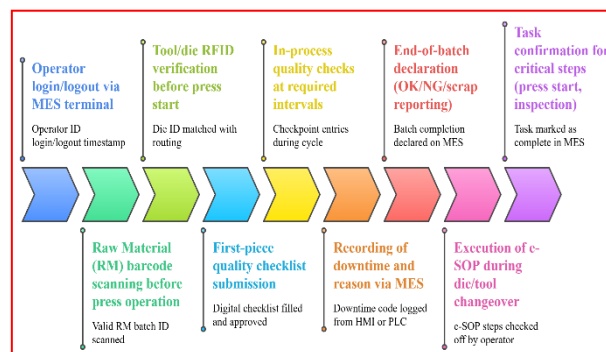 Operator
login/logout via
MES terminal
Operator ID
login/logout timestamp
Tool/die RFID
verification
before press
start
Die ID matched with
routing
In-process
quality checks
at required
intervals
Checkpoint entries
during cycle
End-of-batch
declaration
(OK/NG/scrap
reporting)
Batch completion
declared on MES
Task
confirmation for
critical steps
(press start,
inspection)
Task marked as
complete in MES
Raw Material
(RM) barcode
scanning before
press operation
Valid RM batch ID
scanned
First-piece
quality checklist
submission
Digital checklist filled
and approved
Recording of
downtime and
reason via MES
Downtime code logged
from HMI or PLC
Execution of e-
SOP during
die/tool
changeover
e-SOP steps checked
off by operator